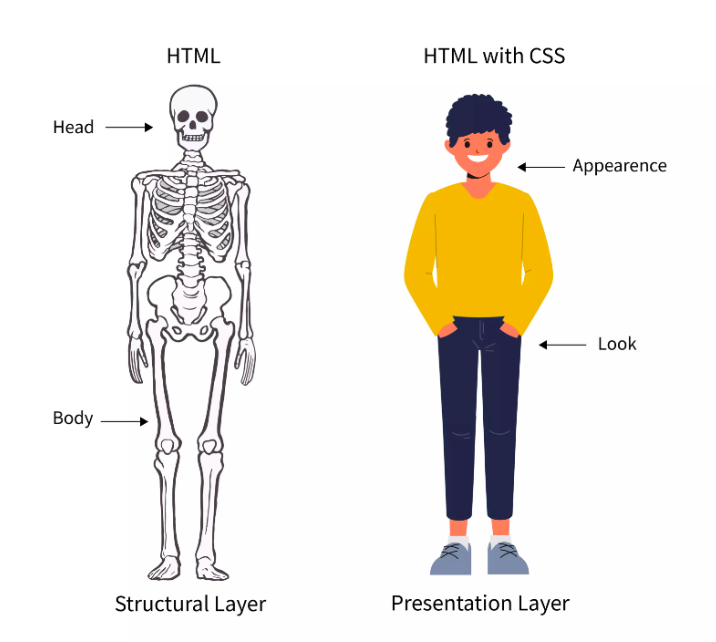 HTML
HTML with CSS
Head
Appearence
Look
Body
Structural Layer
Presentation Layer